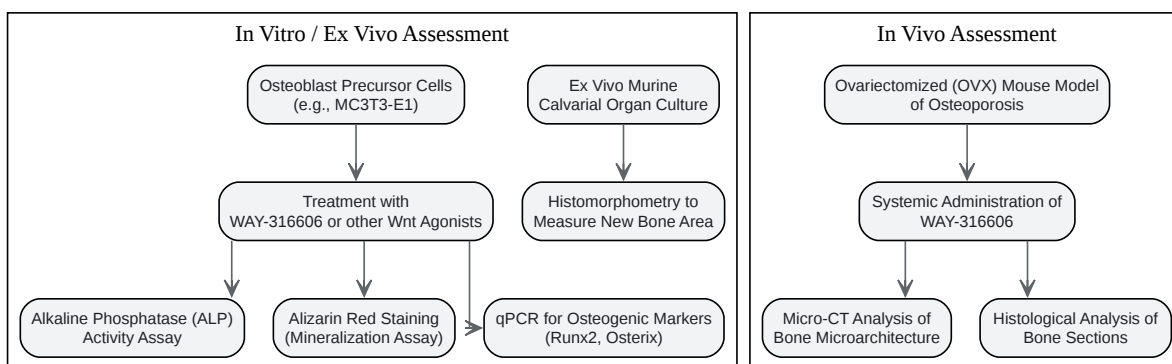 In Vitro / Ex Vivo Assessment
Osteoblast Precursor Cells
(e.g., MC3T3-E1)
Ex Vivo Murine
Calvarial Organ Culture
Treatment with
WAY-316606 or other Wnt Agonists
Histomorphometry to
Measure New Bone Area
Alkaline Phosphatase (ALP)
Activity Assay
Alizarin Red Staining
(Mineralization Assay)
qPCR for Osteogenic Markers
(Runx2, Osterix)
In Vivo Assessment
Ovariectomized (OVX) Mouse Model
of Osteoporosis
Systemic Administration of
WAY-316606
Micro-CT Analysis of
Bone Microarchitecture
Histological Analysis of
Bone Sections